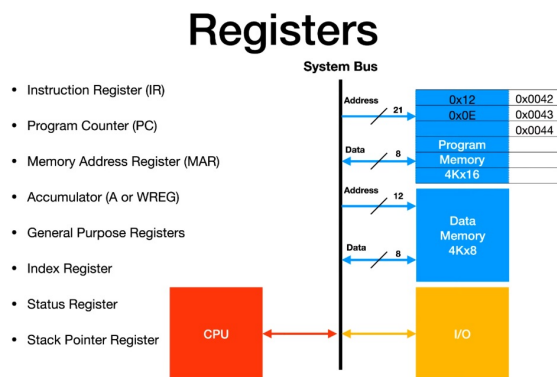 Registers
System Bus
• Instruction Register (IR)
• Program Counter (PC)
• Memory Address Register (MAR)
• Accumulator (A or WREG)
• General Purpose Registers
• Index Register
• Status Register
• Stack Pointer Register
CPU
Address
21
Data
8
Address
12
Data
8
0x12 0x0042
0x0E 0x0043
0x0044
Program
Memory
4Kx16
Data
Memory
4Kx8
I/O